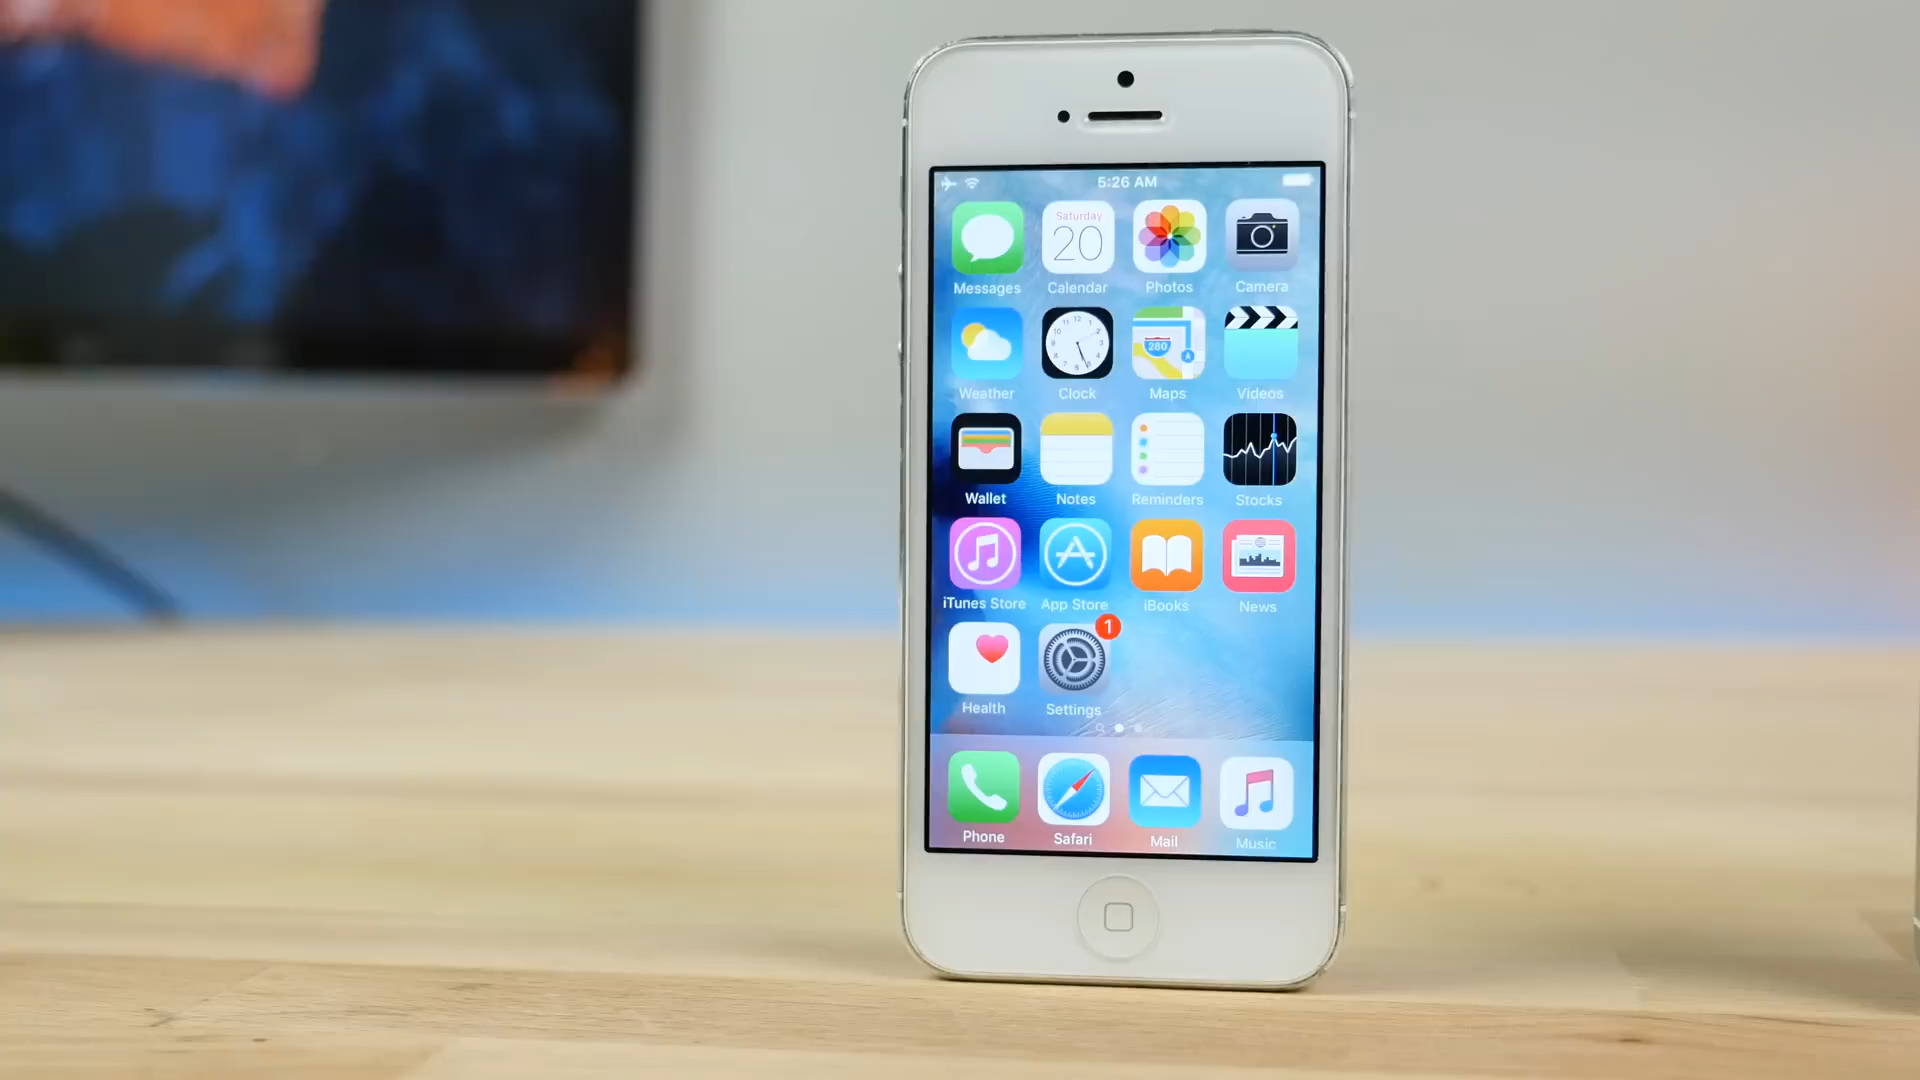 5:26 AM
Saturday
20
Messages
Calendar
Photos
Camera
280
Weather
Clock
Maps
Videos
Wallet
Notes
Reminders
Stocks
iTunes Store
App Store
iBooks
News
1
Health
Settings
Phone
Safari
Mail
Music